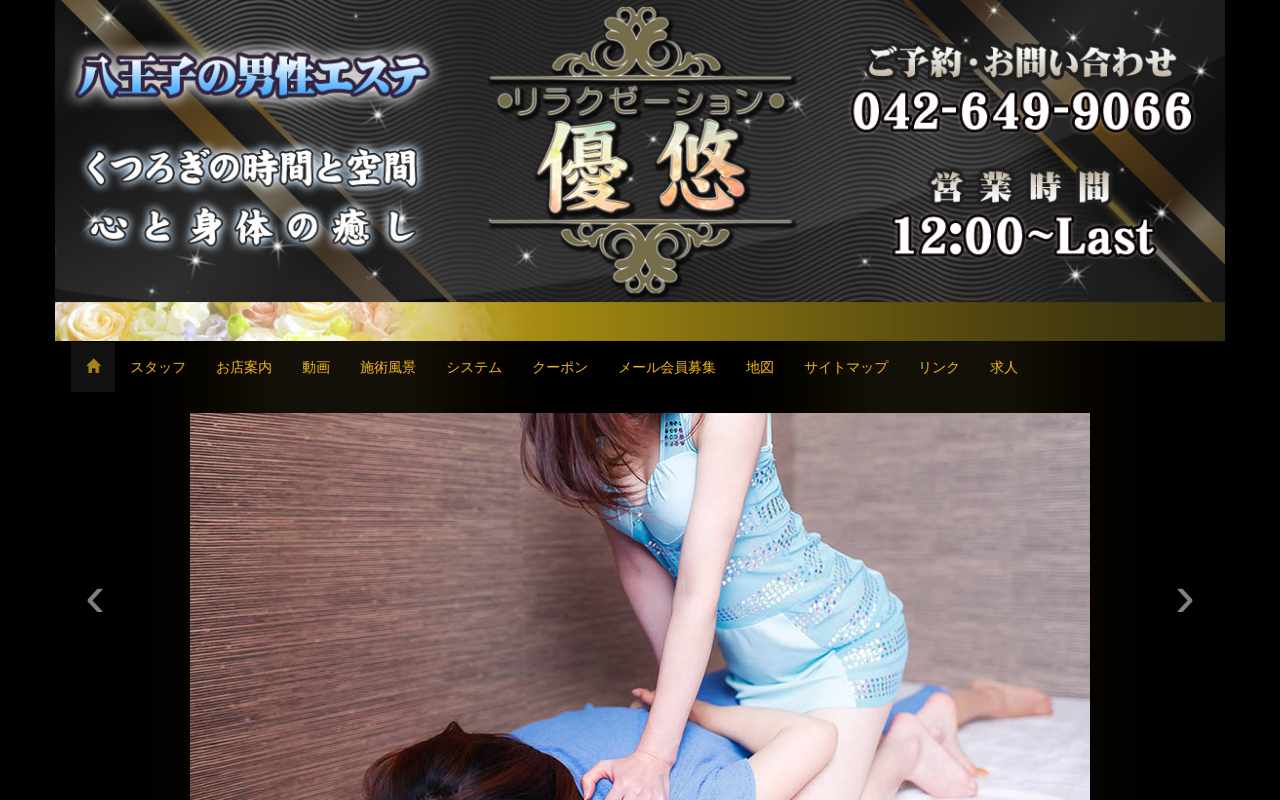 八王子の男性エステ
くつろぎの時間と空間
心と身体の癒し
●リラクゼーション●
優悠
ご予約・お問い合わせ
042-649-9066
営業時間
12:00~Last
スタッフ お店案内 動画 施術風景 システム クーポン メール会員募集 地図 サイトマップ リンク 求人